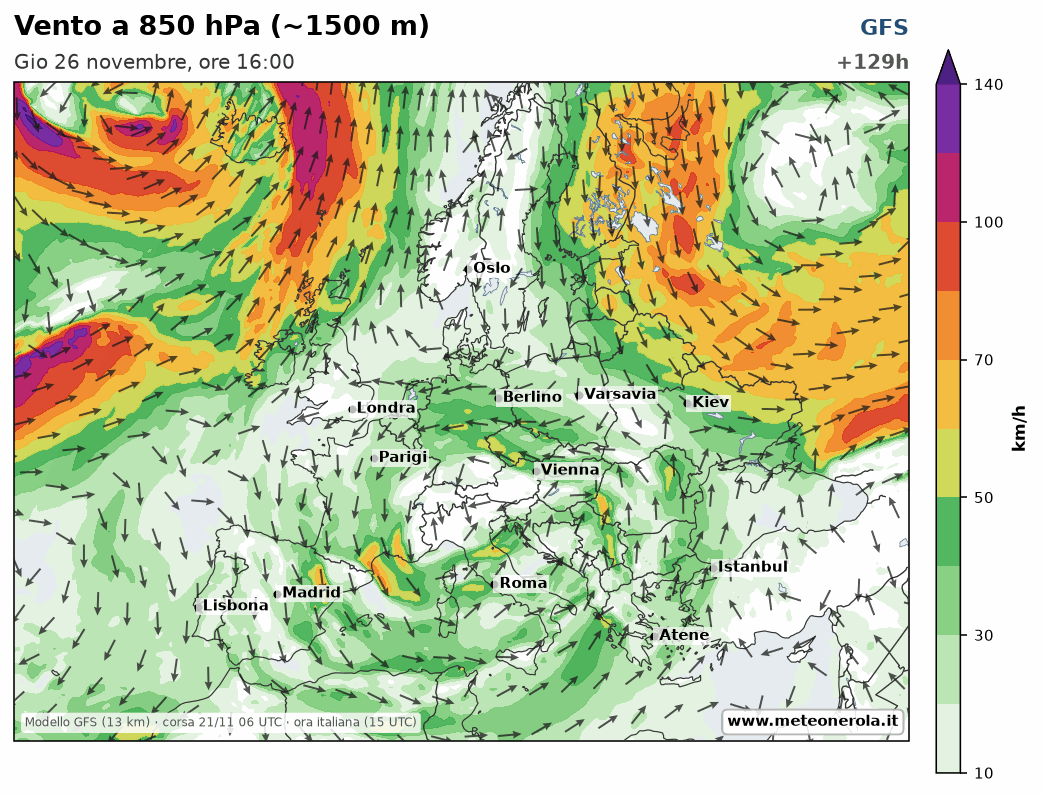 Vento a 850 hPa (~1500 m)
GFS
Gio 26 novembre, ore 16:00
+129h
140
100
70
50
30
10
km/h
Oslo
Londra
Berlino
Varsavia
Kiev
Parigi
Vienna
Istanbul
Roma
Madrid
Lisbona
Atene
Modello GFS (13 km) · corsa 21/11 06 UTC · ora italiana (15 UTC)
www.meteonerola.it